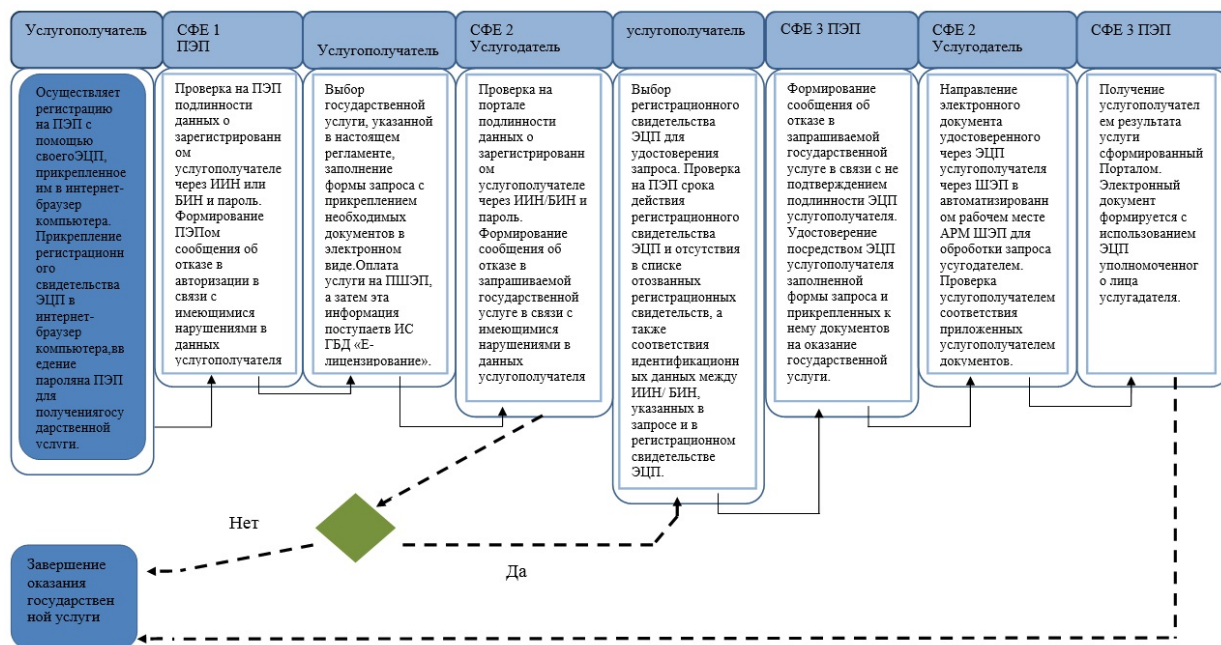 Услугополучатель
СФЕ 1
ПЭП
Услугополучатель
СФЕ 2
Услугодатель
услугополучатель
СФЕ 3 ПЭП
СФЕ 2
Услугодатель
СФЕ 3 ПЭП
Осуществляет
регистрацию
на ПЭП с
помощью
своегоЭЦП,
прикрепленное
им в интернет-
браузер
компьютера.
Прикрепление
регистрационн
ого
свидетельства
ЭЦП в
интернет-
браузер
компьютера,вв
едение
пароляна ПЭП
для
получениягосу
дарственной
услуги.
Проверка на ПЭП
подлинности
данных о
зарегистрированн
ом
услугополучателе
через ИИН или
БИН и пароль.
Формирование
ПЭПом
сообщения об
отказе в
авторизации в
связи с
имеющимися
нарушениями в
данных
услугополучателя
Выбор
государственной
услуги, указанной
в настоящем
регламенте,
заполнение
формы запроса с
прикреплением
необходимых
документов в
электронном
виде.Оплата
услуги на ПШЭП,
а затем эта
информация
поступаетв ИС
ГБД «Е-
лицензирование».
Проверка на
портале
подлинности
данных о
зарегистрированн
ом
услугополучателе
через ИИН/БИН и
пароль.
Формирование
сообщения об
отказе в
запрашиваемой
государственной
услуге в связи с
имеющимися
нарушениями в
данных
услугополучателя
Выбор
регистрационного
свидетельства
ЭЦП для
удостоверения
запроса. Проверка
на ПЭП срока
действия
регистрационного
свидетельства
ЭЦП и отсутствия
в списке
отозванных
регистрационных
свидетельств, а
также
соответствия
идентификацион
ных данных между
ИИН/ БИН,
указанных в
запросе и в
регистрационном
свидетельстве
ЭЦП.
Формирование
сообщения об
отказе в
запрашиваемой
государственной
услуге в связи с не
подтверждением
подлинности ЭЦП
услугополучателя.
Удостоверение
посредством ЭЦП
услугополучателя
заполненной
формы запроса и
прикрепленных к
нему документов
на оказание
государственной
услуги.
Направление
электронного
документа
удостоверенного
через ЭЦП
услугополучателя
через ШЭП в
автоматизированн
ом рабочем месте
АРМ ШЭП для
обработки запроса
усугодателем.
Проверка
услугополучателем
соответствия
приложенных
услугополучателем
документов.
Получение
услугополучател
ем результата
услуги
сформированный
Порталом.
Электронный
документ
формируется с
использованием
ЭЦП
уполномоченног
о лица
услугадателя.
Нет
Да
Завершение
оказания
государствен
ной услуги